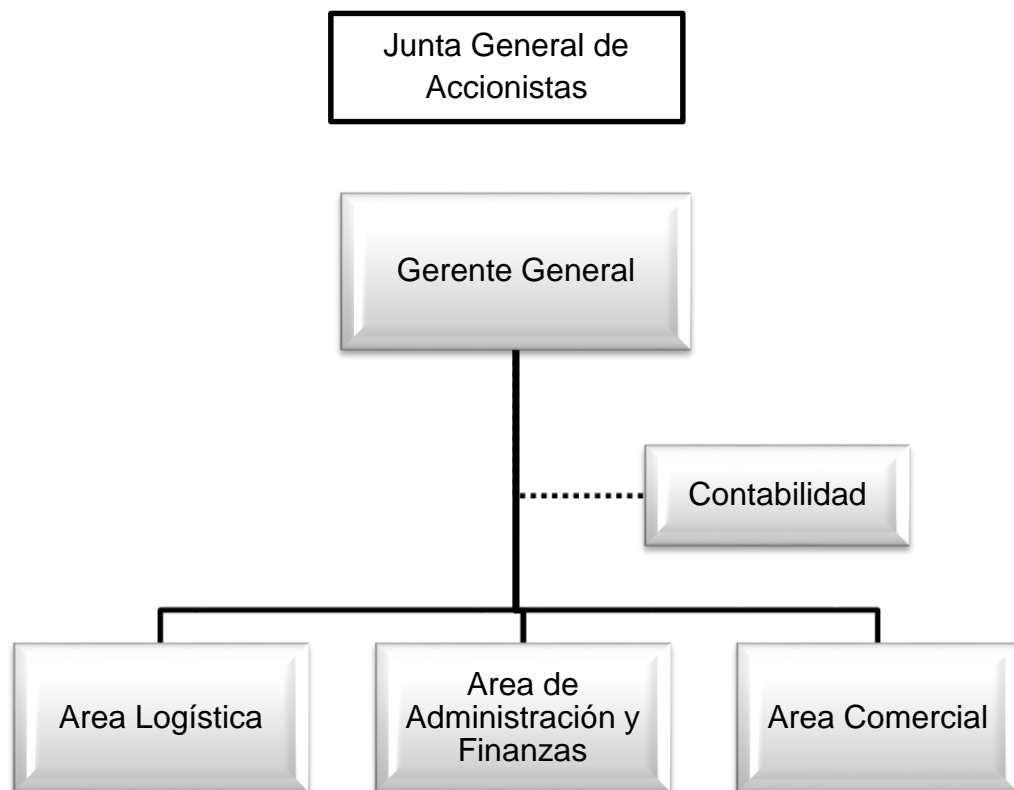 Junta General de
Accionistas
Gerente General
Contabilidad
Area Logística
Area de
Administración y
Finanzas
Area Comercial